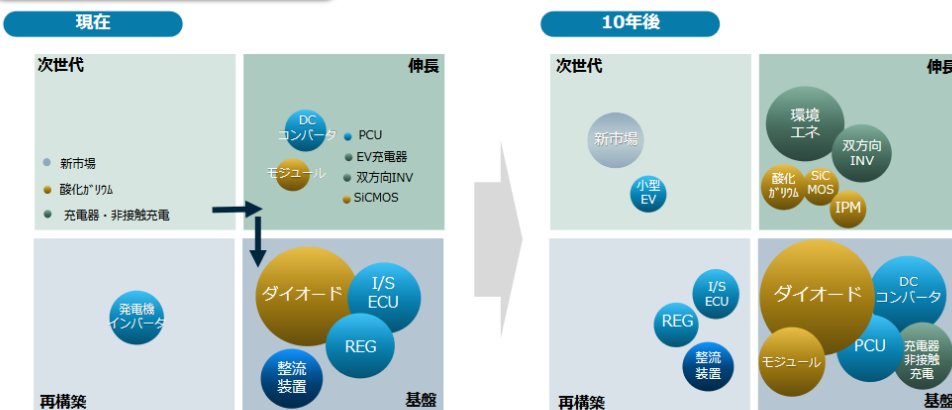 現在
次世代
伸長
DC
コンバータ
モジュール
PCU
EV充電器
双方向INV
SiCMOS
新市場
酸化ｶﾞﾘｳﾑ
充電器・非接触充電
発電機
インバータ
ダイオード
I/S
ECU
REG
整流
装置
再構築
基盤
10年後
次世代
伸長
新市場
小型
EV
環境
エネ
双方向
INV
酸化
ｶﾞﾘｳﾑ
SiC
MOS
IPM
I/S
ECU
REG
整流
装置
ダイオード
DC
コンバータ
モジュール
PCU
充電器
非接触
充電
再構築
基盤